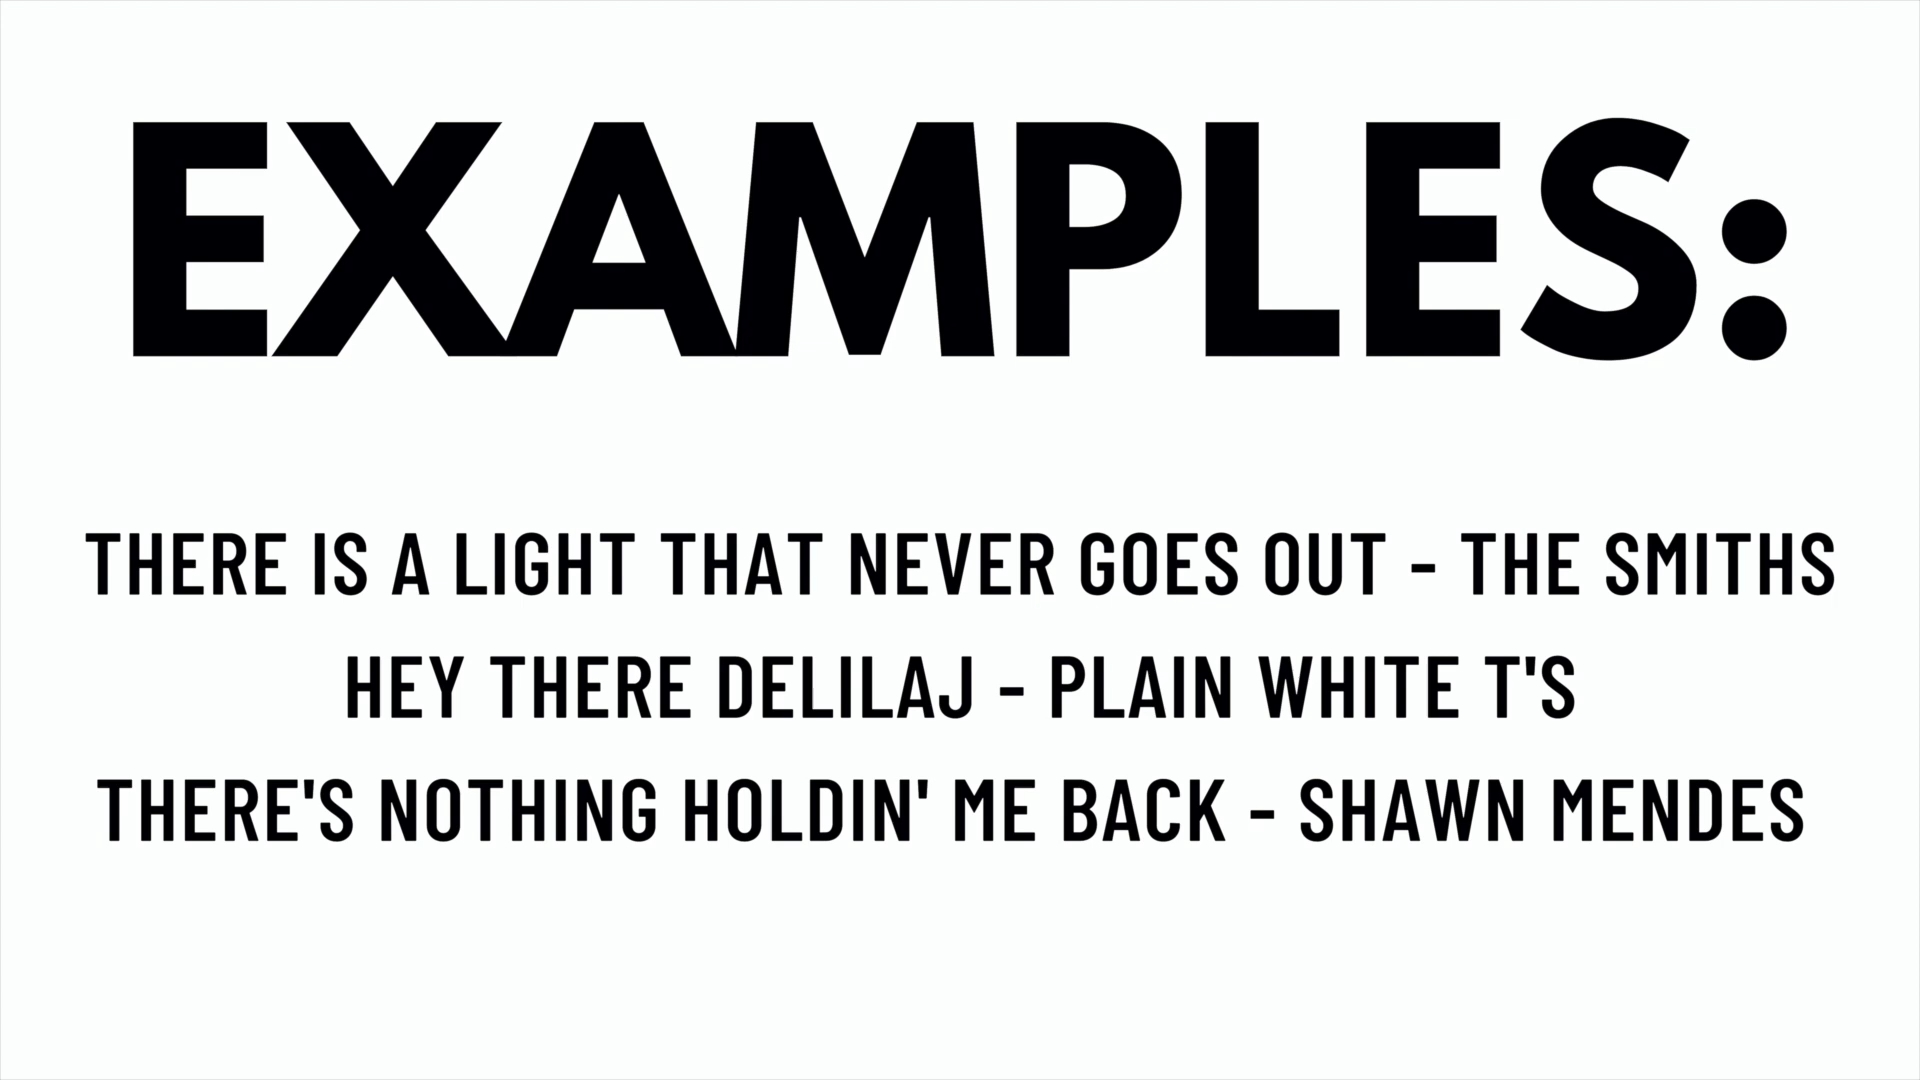 EXAMPLES:
THERE IS A LIGHT THAT NEVER GOES OUT - THE SMITHS
HEY THERE DELILAJ - PLAIN WHITE T'S
THERE'S NOTHING HOLDIN' ME BACK - SHAWN MENDES